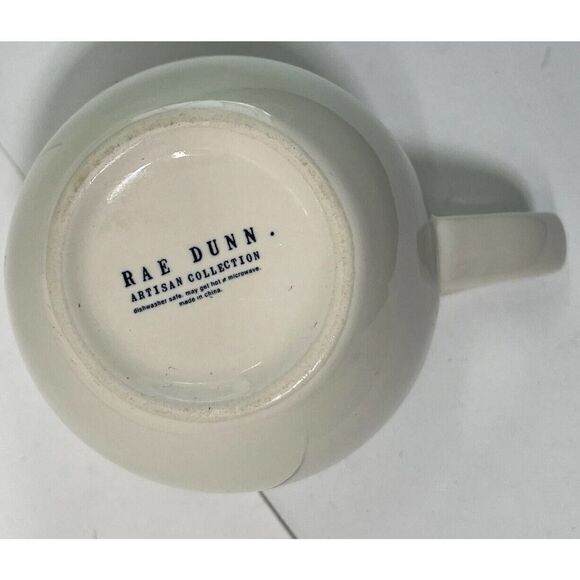 RAE DUNN.
ARTISAN COLLECTION
dishwasher safe. may get hot in microwave.
made in china.